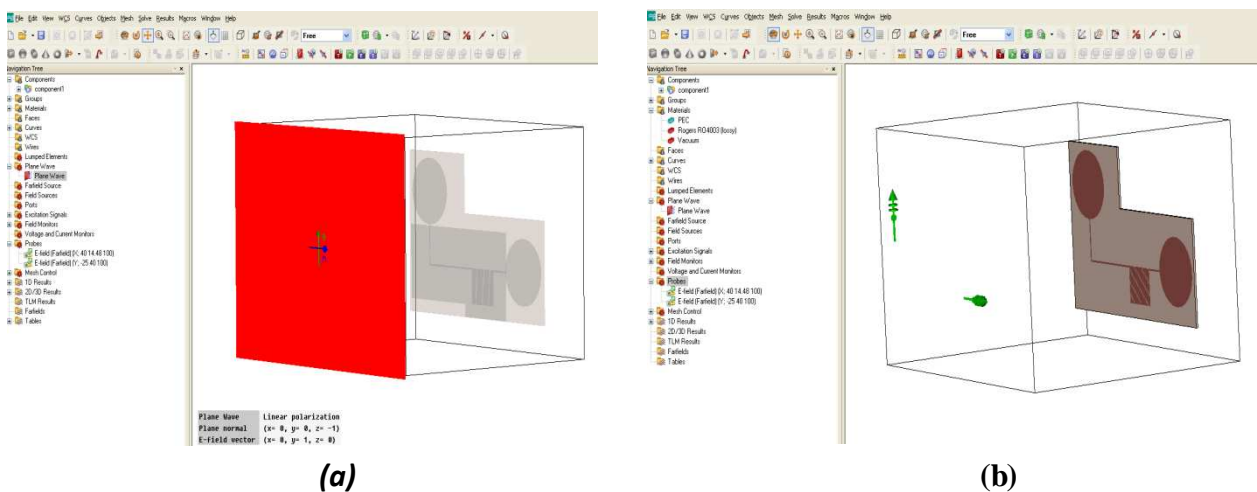 File Edit View WCS Curves Objects Mesh Solve Results Macros Window Help
Free
Navigation Tree
Components
component1
Groups
Materials
Faces
Curves
WCS
Wires
Lumped Elements
Plane Wave
Plane Wave
Farfield Source
Field Sources
Ports
Excitation Signals
Field Monitors
Voltage and Current Monitors
Probes
E-field (Farfield) (X; 40 14.48 100)
E-field (Farfield) (Y; -25 40 100)
Mesh Control
1D Results
2D/3D Results
TLM Results
Farfields
Tables
Plane Wave Linear polarization
Plane normal (x= 0, y= 0, z= -1)
E-field vector (x= 0, y= 1, z= 0)
(a)
File Edit View WCS Curves Objects Mesh Solve Results Macros Window Help
Free
Navigation Tree
Components
component1
Groups
Materials
PEC
Rogers RO4003 (lossy)
Vacuum
Faces
Curves
WCS
Wires
Lumped Elements
Plane Wave
Plane Wave
Farfield Source
Field Sources
Ports
Excitation Signals
Field Monitors
Voltage and Current Monitors
Probes
E-field (Farfield) (X; 40 14.48 100)
E-field (Farfield) (Y; -25 40 100)
Mesh Control
1D Results
2D/3D Results
TLM Results
Farfields
Tables
(b)